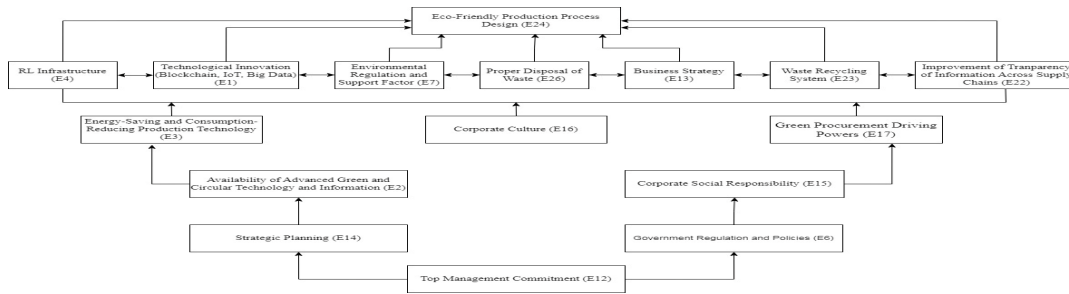 Eco-Friendly Production Process
Design (E24)
RL Infrastructure
(E4)
Technological Innovation
(Blockchain, IoT, Big Data)
(E1)
Environmental
Regulation and
Support Factor (E7)
Proper Disposal of
Waste (E26)
Business Strategy
(E13)
Waste Recycling
System (E23)
Improvement of Tranparency
of Information Across Supply
Chains (E22)
Energy-Saving and Consumption-
Reducing Production Technology
(E3)
Corporate Culture (E16)
Green Procurement Driving
Powers (E17)
Availability of Advanced Green and
Circular Technology and Information (E2)
Corporate Social Responsibility (E15)
Strategic Planning (E14)
Government Regulation and Policies (E6)
Top Management Commitment (E12)